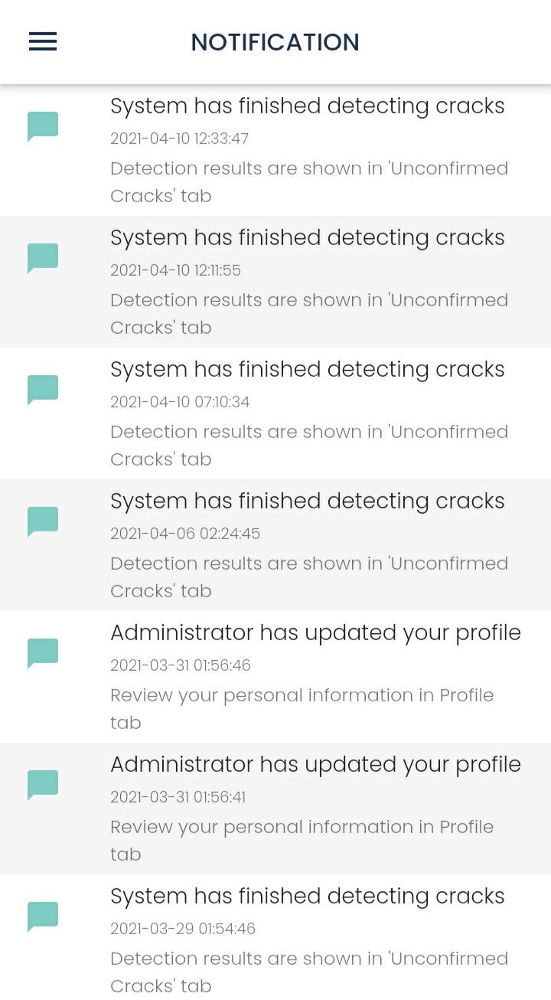 NOTIFICATION
System has finished detecting cracks
2021-04-10 12:33:47
Detection results are shown in 'Unconfirmed
Cracks' tab
System has finished detecting cracks
2021-04-10 12:11:55
Detection results are shown in 'Unconfirmed
Cracks' tab
System has finished detecting cracks
2021-04-10 07:10:34
Detection results are shown in 'Unconfirmed
Cracks' tab
System has finished detecting cracks
2021-04-06 02:24:45
Detection results are shown in 'Unconfirmed
Cracks' tab
Administrator has updated your profile
2021-03-31 01:56:46
Review your personal information in Profile
tab
Administrator has updated your profile
2021-03-31 01:56:41
Review your personal information in Profile
tab
System has finished detecting cracks
2021-03-29 01:54:46
Detection results are shown in 'Unconfirmed
Cracks' tab